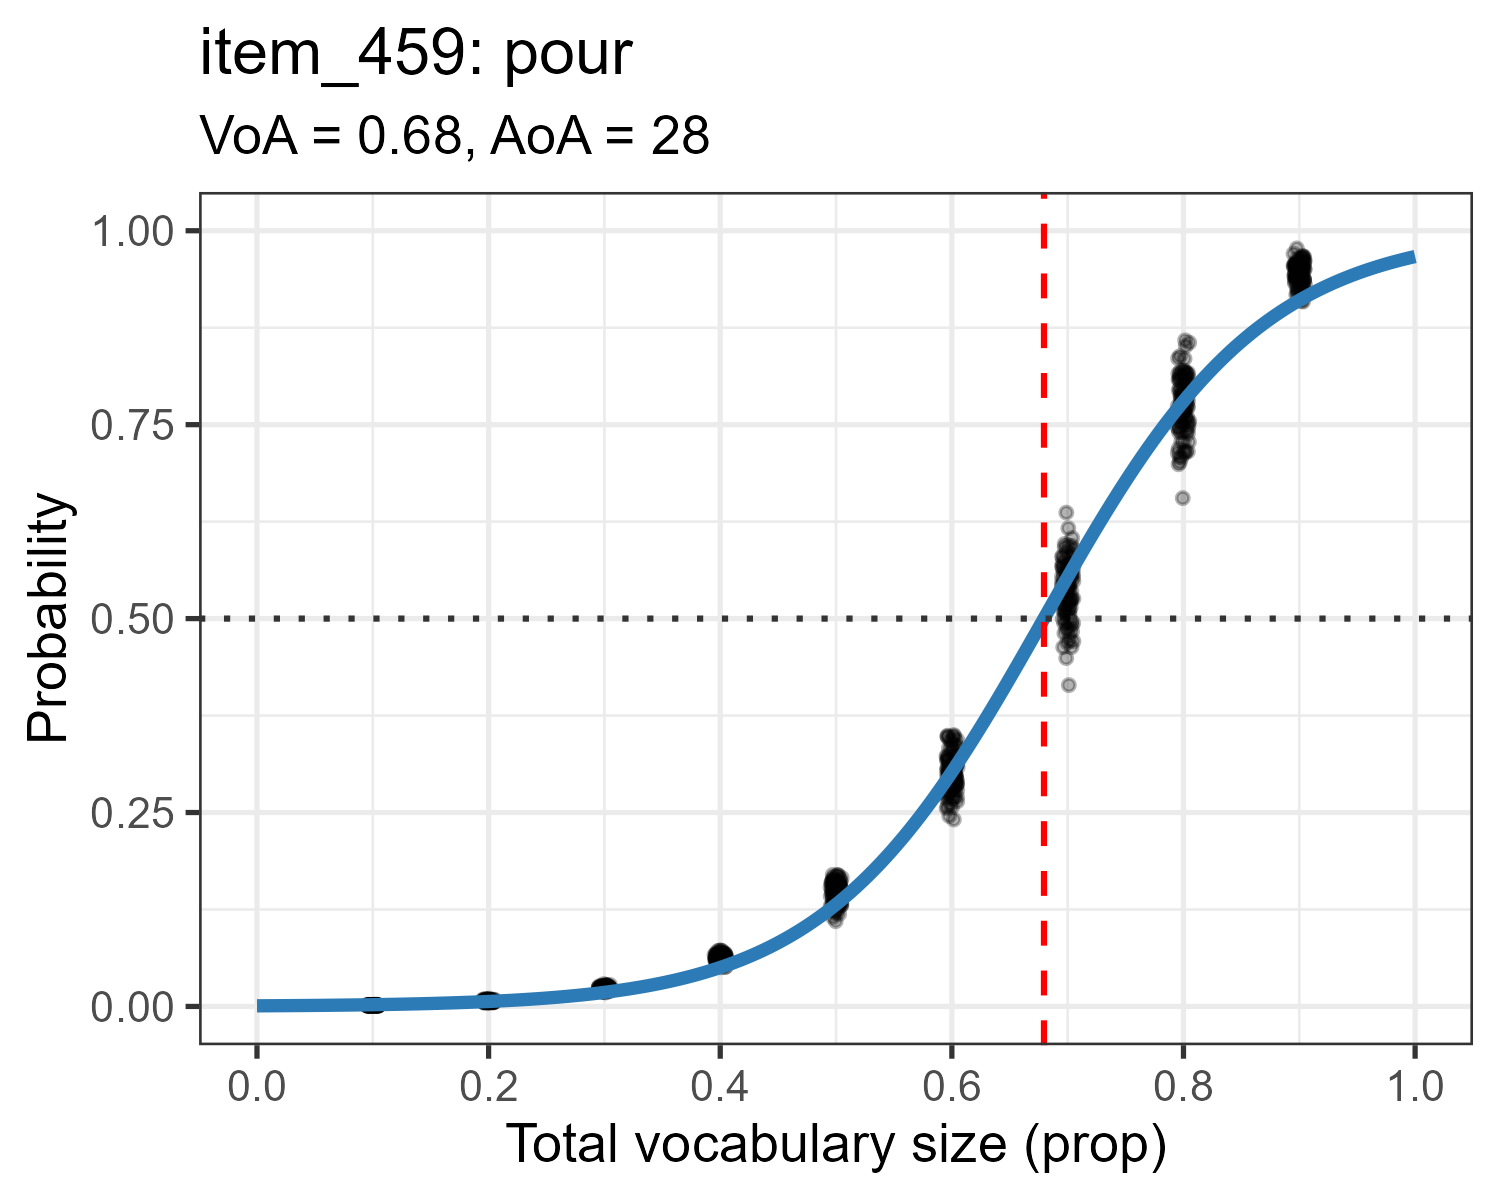 item_459: pour
VoA = 0.68, AoA = 28
1.00
0.75
0.50
0.25
0.00
Probability
0.0 0.2 0.4 0.6 0.8 1.0
Total vocabulary size (prop)